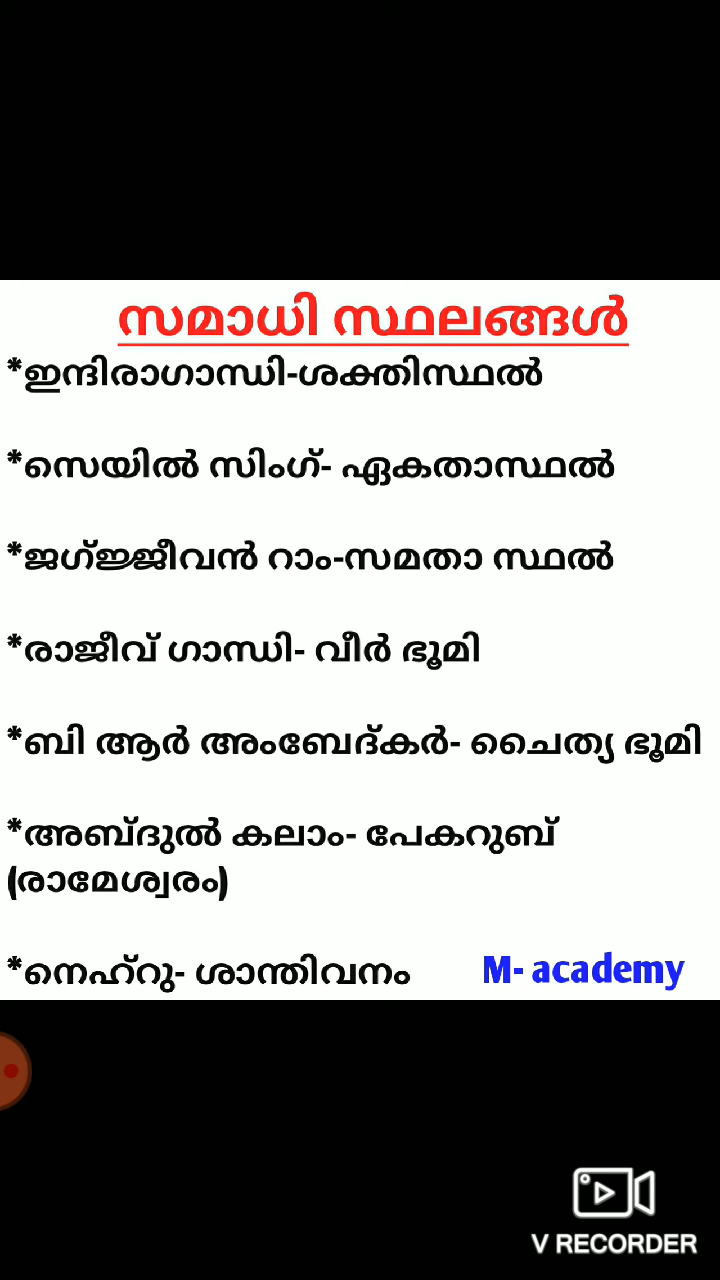 സമാധി സ്ഥലങ്ങൾ
*ഇന്ദിരാഗാന്ധി-ശക്തിസ്ഥൽ
*സെയിൽ സിംഗ്- ഏകതാസ്ഥൽ
*ജഗ്ജ്ജീവൻ റാം-സമതാ സ്ഥൽ
*രാജീവ് ഗാന്ധി- വീർ ഭൂമി
*ബി ആർ അംബേദ്കർ- ചൈത്യ ഭൂമി
*അബ്ദുൽ കലാം- പേകറുബ്
(രാമേശ്വരം)
*നെഹ്റു- ശാന്തിവനം M- academy
V RECORDER